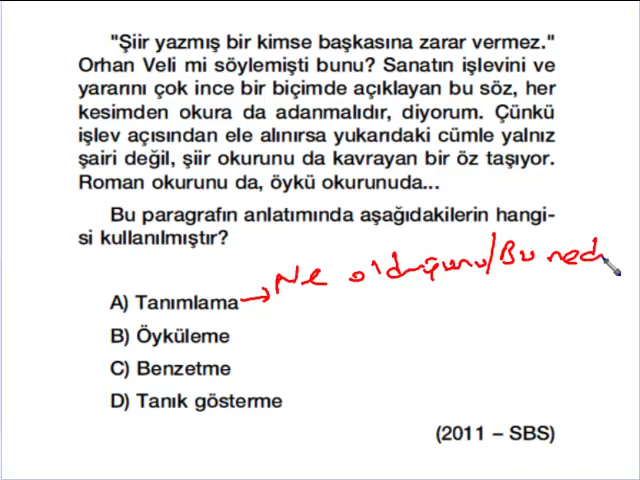 "Şiir yazmış bir kimse başkasına zarar vermez."
Orhan Veli mi söylemişti bunu? Sanatın işlevini ve
yararını çok ince bir biçimde açıklayan bu söz, her
kesimden okura da adanmalıdır, diyorum. Çünkü
işlev açısından ele alınırsa yukarıdaki cümle yalnız
şairi değil, şiir okurunu da kavrayan bir öz taşıyor.
Roman okurunu da, öykü okurunuda...
Bu paragrafın anlatımında aşağıdakilerin hangi-
si kullanılmıştır?
Ne olduğunu/Bu ned
A) Tanımlama
B) Öyküleme
C) Benzetme
D) Tanık gösterme
(2011 – SBS)